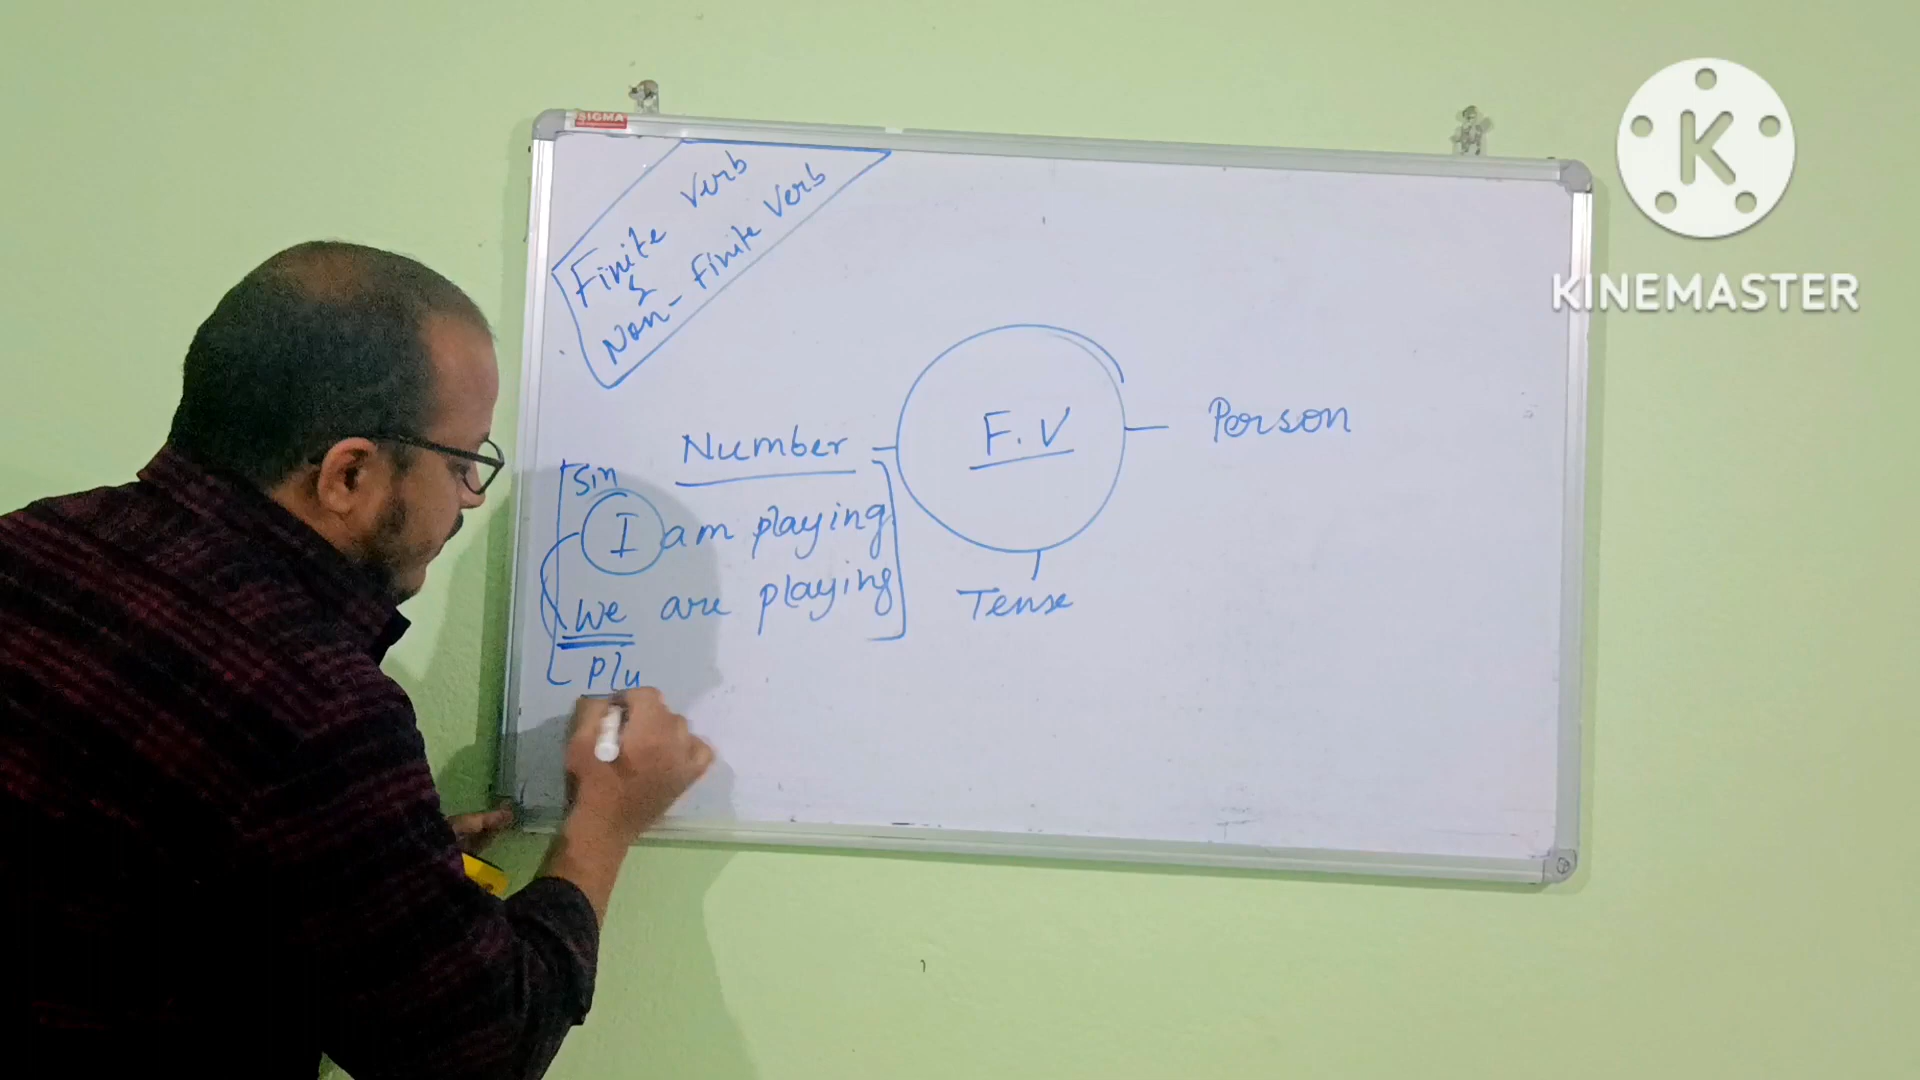 SIGMA
Finite Verb
&
Non-Finite Verb
K
KINEMASTER
F.V
Person
Number
Tense
Sin
I am playing
We are playing
Plu